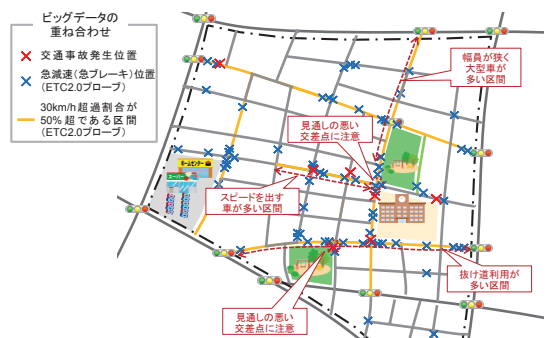 ビッグデータの
重ね合わせ
交通事故発生位置
急減速(急ブレーキ)位置
(ETC2.0プローブ)
30km/h超過割合が
50%超である区間
(ETC2.0プローブ)
幅員が狭く
大型車が
多い区間
見通しの悪い
交差点に注意
ホームセンター
スーパー
スピードを出す
車が多い区間
抜け道利用が
多い区間
見通しの悪い
交差点に注意